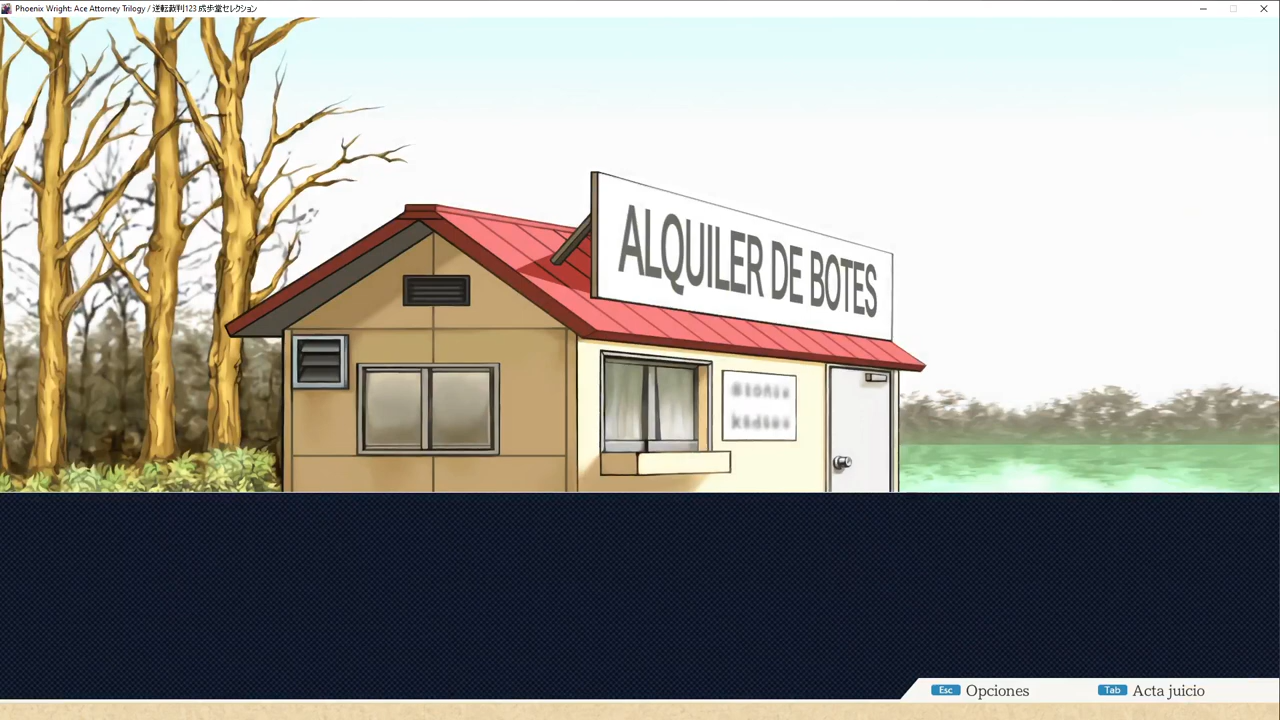 Phoenix Wright: Ace Attorney Trilogy / 逆転裁判123 成歩堂セレクション
ALQUILER DE BOTES
Esc Opciones
Tab Acta juicio